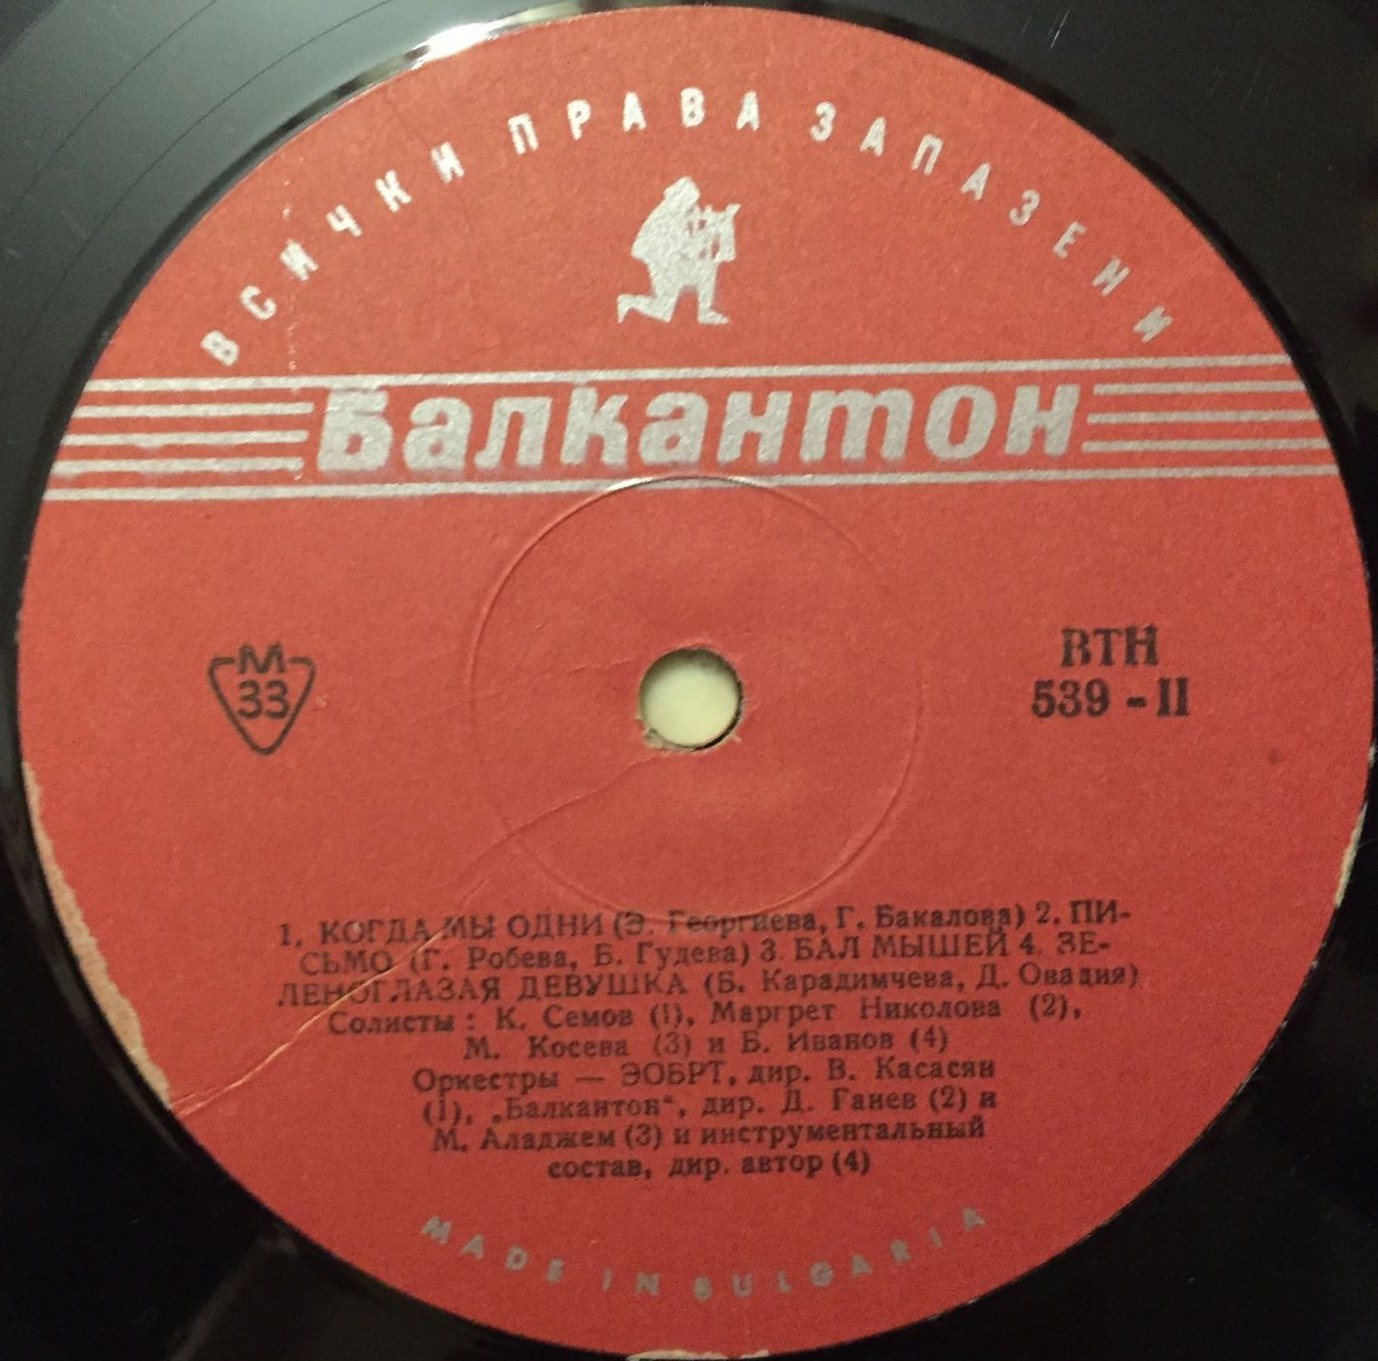 ВСИЧКИ ПРАВА ЗАПАЗЕНИ
Балкантон
М
33
ВТН
539 - II
1. КОГДА МЫ ОДНИ (Э. Георгиева, Г. Бакалова) 2. ПИ-
СЬМО (Г. Робева, Б. Гудева) 3. БАЛ МЫШЕЙ 4. ЗЕ-
ЛЕНОГЛАЗАЯ ДЕВУШКА (Б. Карадимчева, Д. Овадия)
Солисты : К. Семов (1), Маргрет Николова (2),
М. Косева (3) и Б. Иванов (4)
Оркестры — ЭОБРТ, дир. В. Касасян
(1), „Балкантон“, дир. Д. Ганев (2) и
М. Аладжем (3) и инструментальный
состав, дир. автор (4)
MADE IN BULGARIA